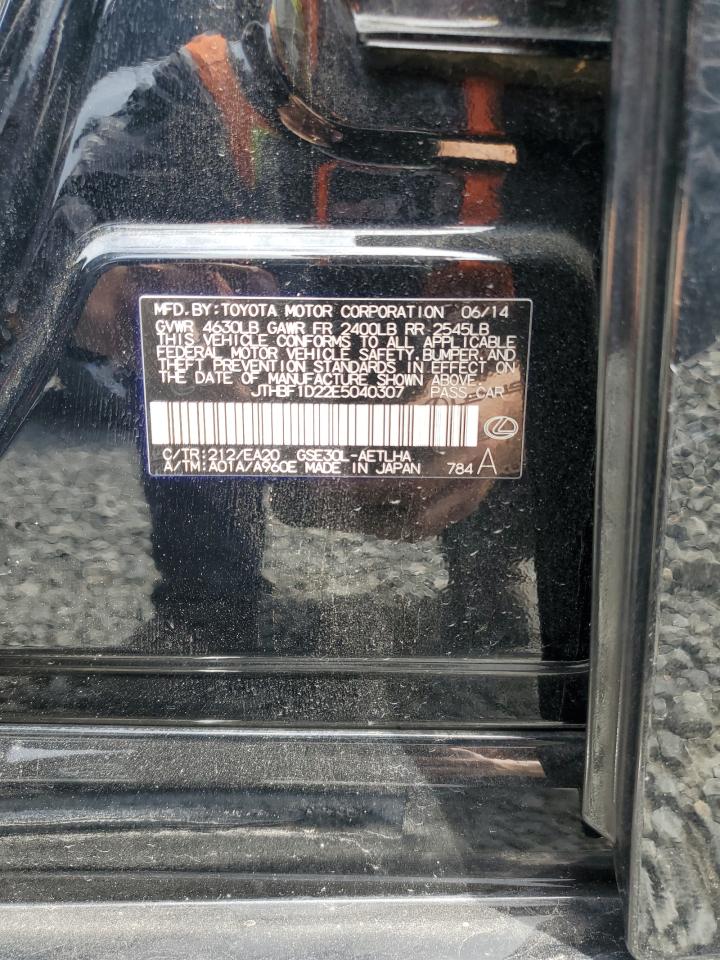 MFD.BY:TOYOTA MOTOR CORPORATION 06/14
GVWR 4630LB GAWR FR 2400LB RR 2545LB
THIS VEHICLE CONFORMS TO ALL APPLICABLE
FEDERAL MOTOR VEHICLE SAFETY,BUMPER,AND
THEFT PREVENTION STANDARDS IN EFFECT ON
THE DATE OF MANUFACTURE SHOWN ABOVE.
JTHBF1D22E5040307 PASS.CAR
C/TR:212/EA20 GSE30L-AETLHA
A/TM:A01A/A960E MADE IN JAPAN 784 A